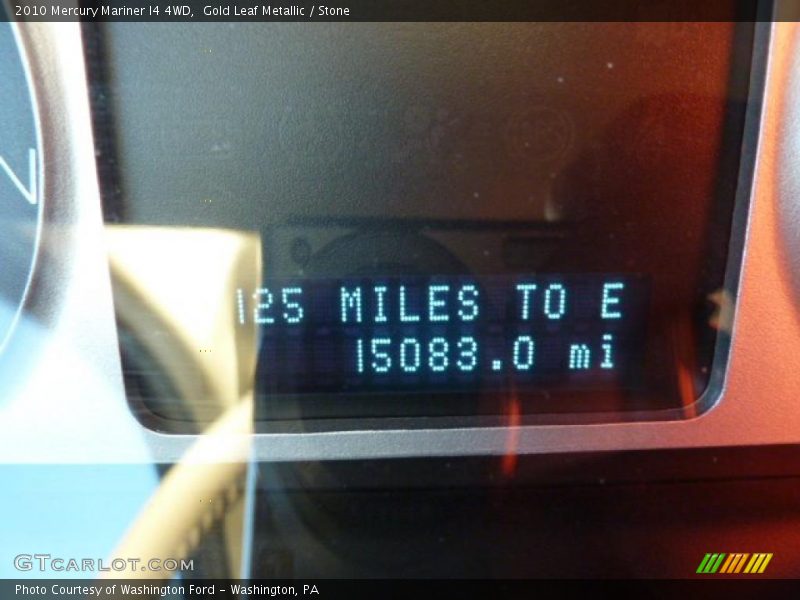 2010 Mercury Mariner I4 4WD,  Gold Leaf Metallic / Stone
125 MILES TO E
15083.0 mi
GTCARLOT.COM
Photo Courtesy of Washington Ford - Washington, PA